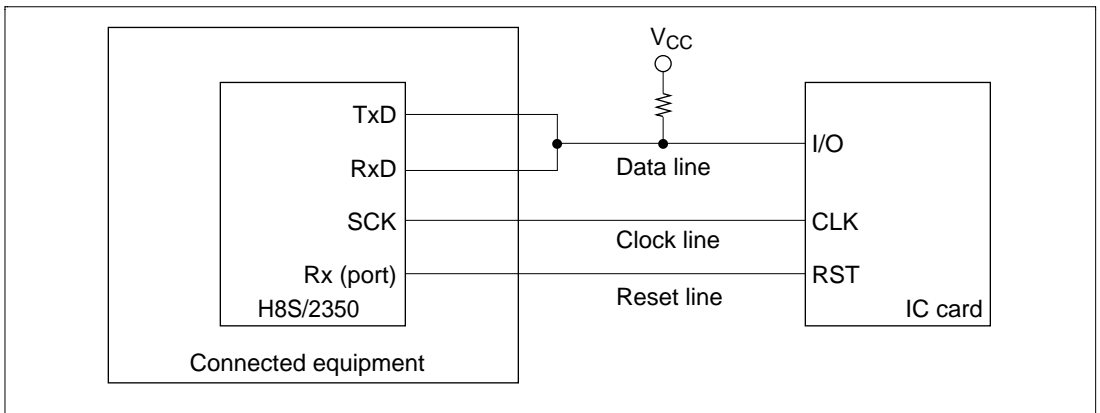 VCC
TxD
I/O
RxD
Data line
SCK
CLK
Clock line
Rx (port)
RST
Reset line
H8S/2350
IC card
Connected equipment